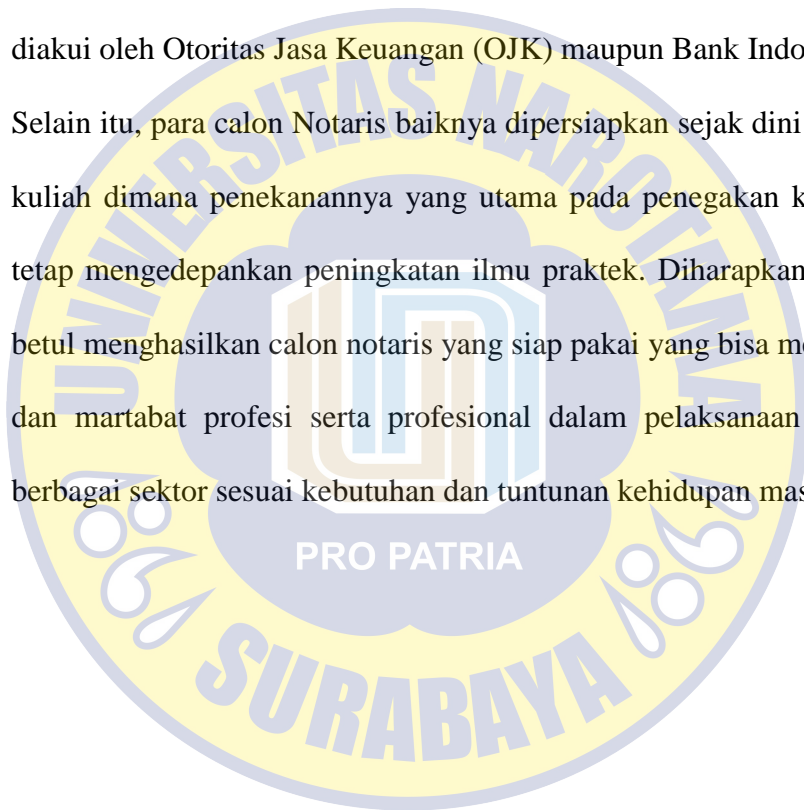 diakui oleh Otoritas Jasa Keuangan (OJK) maupun Bank Indo
Selain itu, para calon Notaris baiknya dipersiapkan sejak dini
kuliah dimana penekanannya yang utama pada penegakan k
tetap mengedepankan peningkatan ilmu praktek. Diharapkan
betul menghasilkan calon notaris yang siap pakai yang bisa m
dan martabat profesi serta profesional dalam pelaksanaan
berbagai sektor sesuai kebutuhan dan tuntunan kehidupan mas
UNIVERSITAS NAROTAMA
PRO PATRIA
SURABAYA